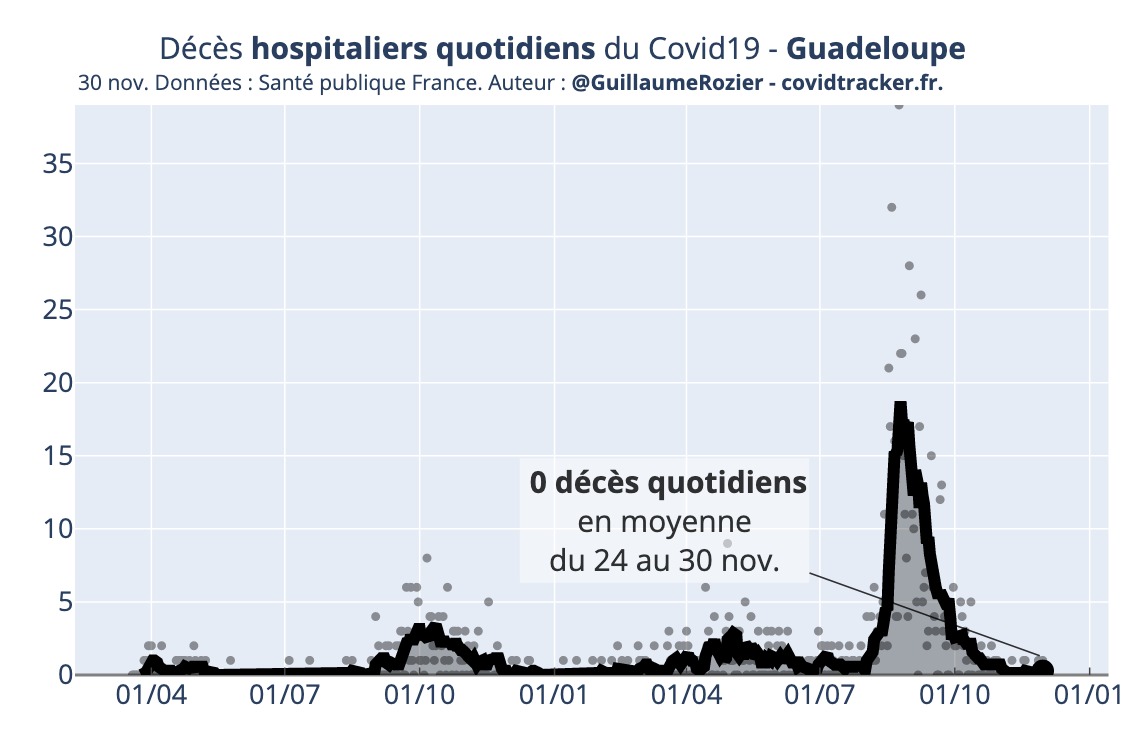 Décès hospitaliers quotidiens du Covid19 - Guadeloupe
30 nov. Données : Santé publique France. Auteur : @GuillaumeRozier - covidtracker.fr.
35
30
25
20
15
10
5
0
0 décès quotidiens
en moyenne
du 24 au 30 nov.
01/04 01/07 01/10 01/01 01/04 01/07 01/10 01/01